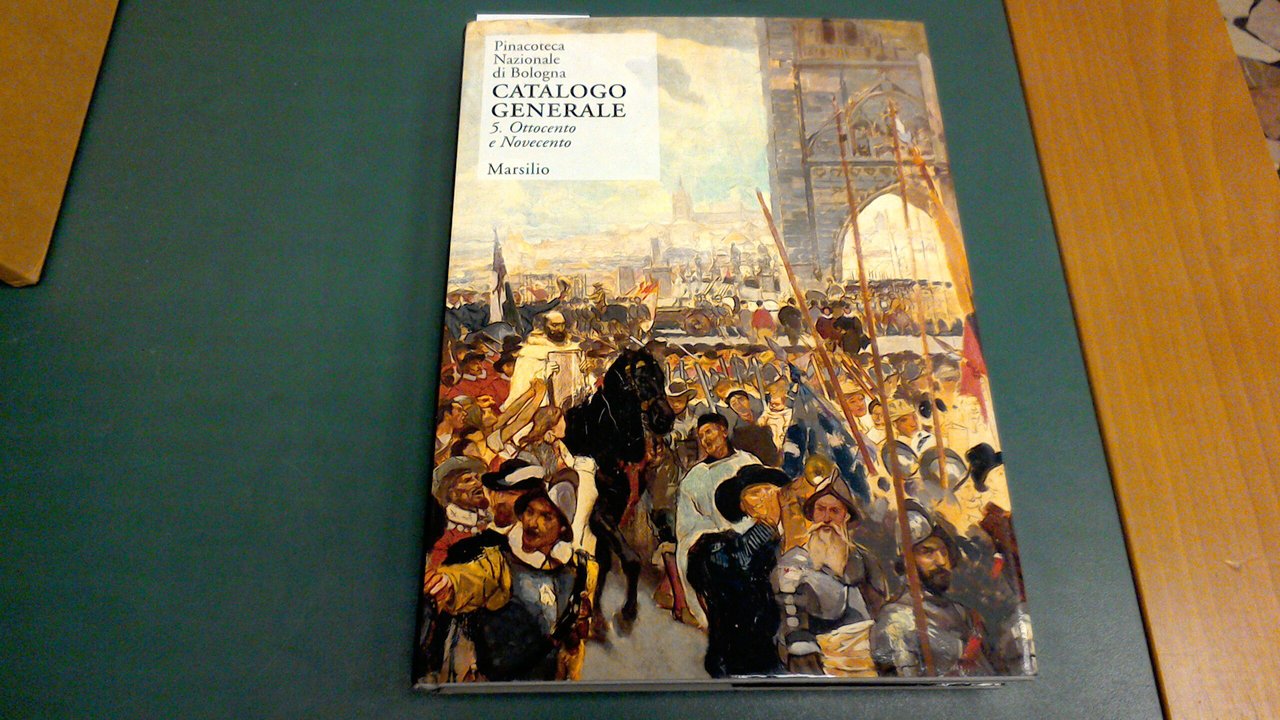 Pinacoteca
Nazionale
di Bologna
CATALOGO
GENERALE
5. Ottocento
e Novecento
Marsilio